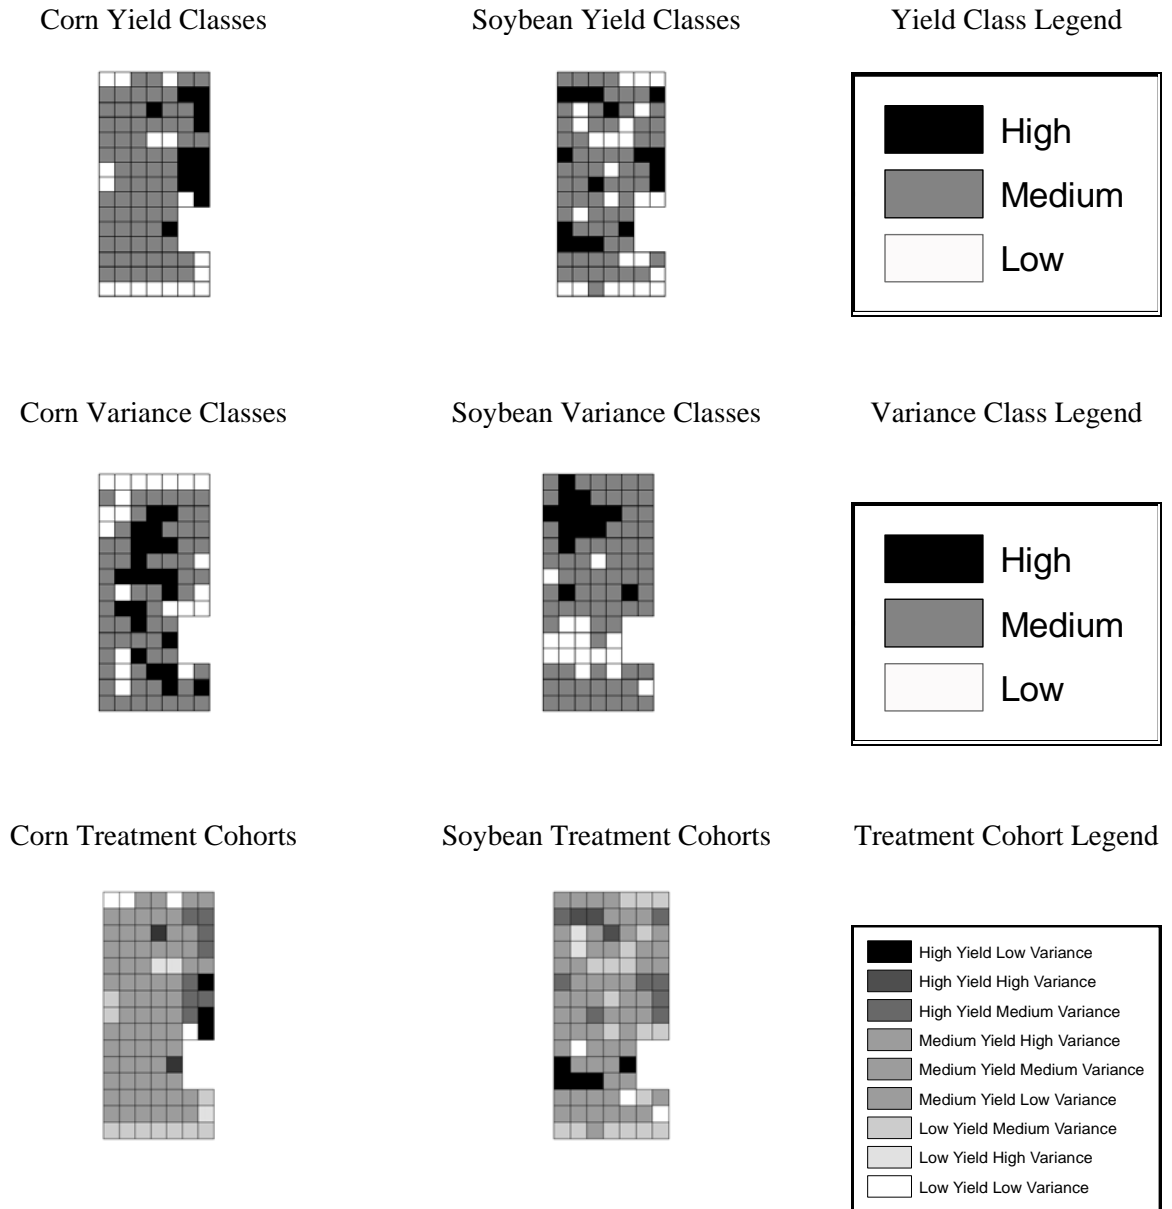 Corn Yield Classes
Soybean Yield Classes
Yield Class Legend
High
Medium
Low
Corn Variance Classes
Soybean Variance Classes
Variance Class Legend
High
Medium
Low
Corn Treatment Cohorts
Soybean Treatment Cohorts
Treatment Cohort Legend
High Yield Low Variance
High Yield High Variance
High Yield Medium Variance
Medium Yield High Variance
Medium Yield Medium Variance
Medium Yield Low Variance
Low Yield Medium Variance
Low Yield High Variance
Low Yield Low Variance